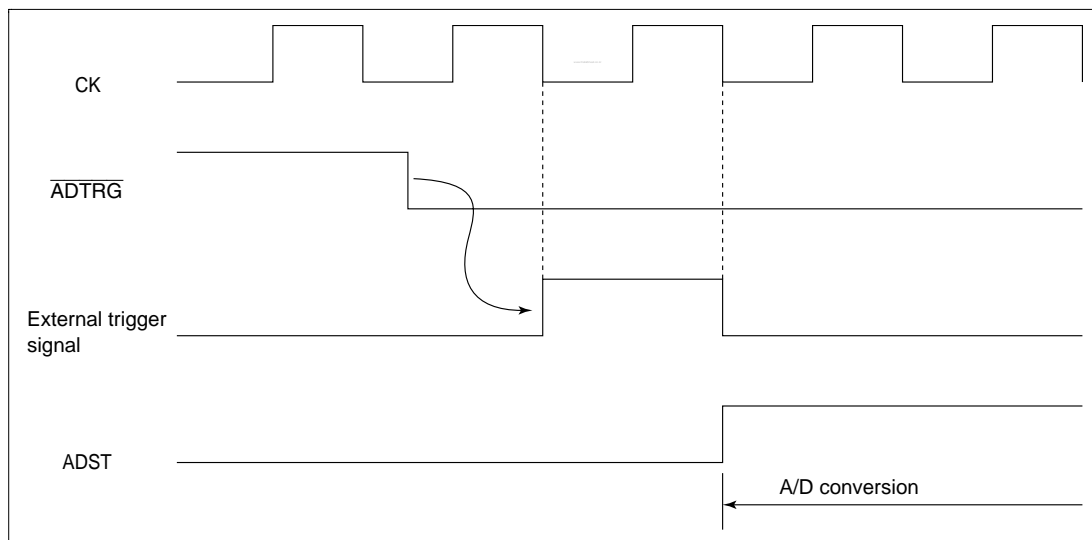 CK
ADTRG
External trigger
signal
ADST
A/D conversion